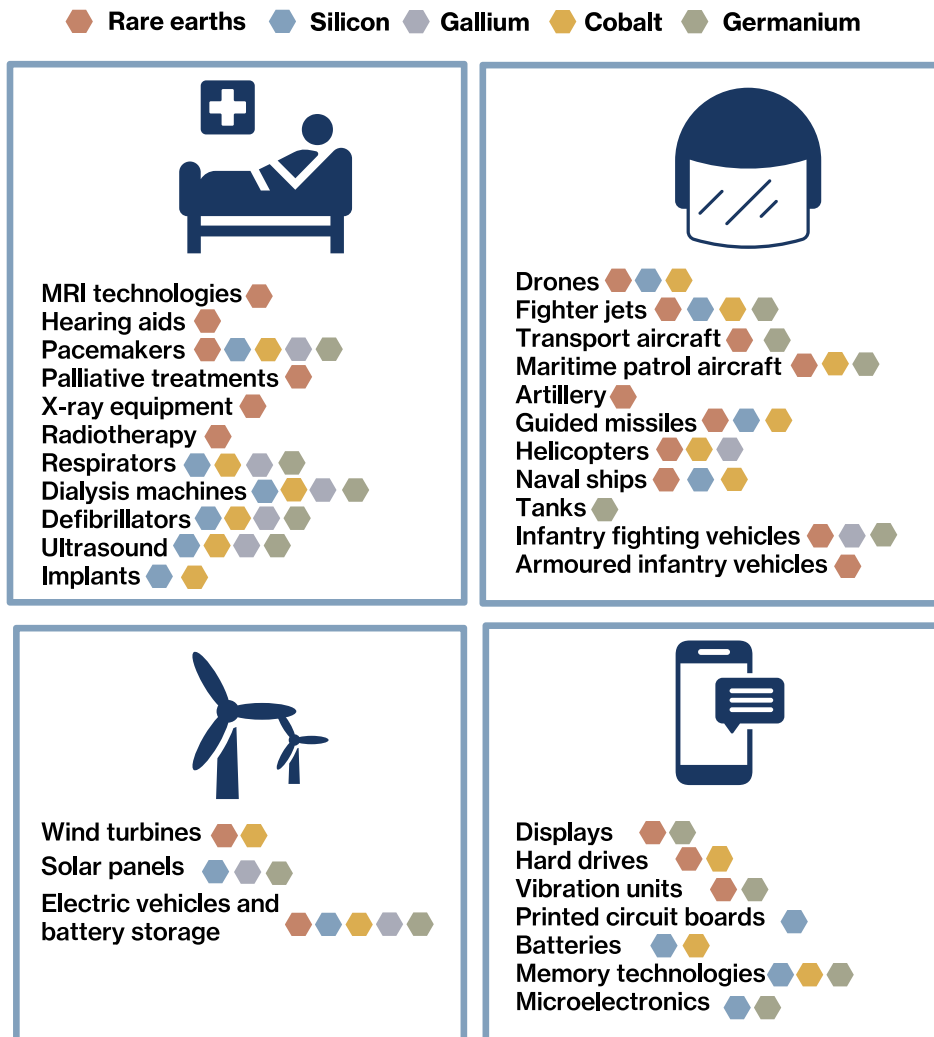 Rare earths Silicon Gallium Cobalt Germanium
MRI technologies
Hearing aids
Pacemakers
Palliative treatments
X-ray equipment
Radiotherapy
Respirators
Dialysis machines
Defibrillators
Ultrasound
Implants
Drones
Fighter jets
Transport aircraft
Maritime patrol aircraft
Artillery
Guided missiles
Helicopters
Naval ships
Tanks
Infantry fighting vehicles
Armoured infantry vehicles
Wind turbines
Solar panels
Electric vehicles and
battery storage
Displays
Hard drives
Vibration units
Printed circuit boards
Batteries
Memory technologies
Microelectronics